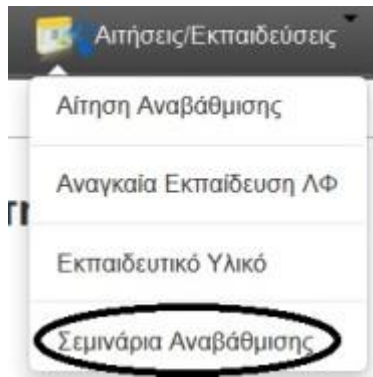 Αιτήσεις/Εκπαιδεύσεις
Αίτηση Αναβάθμισης
Αναγκαία Εκπαίδευση ΛΦ
Εκπαιδευτικό Υλικό
Σεμινάρια Αναβάθμισης